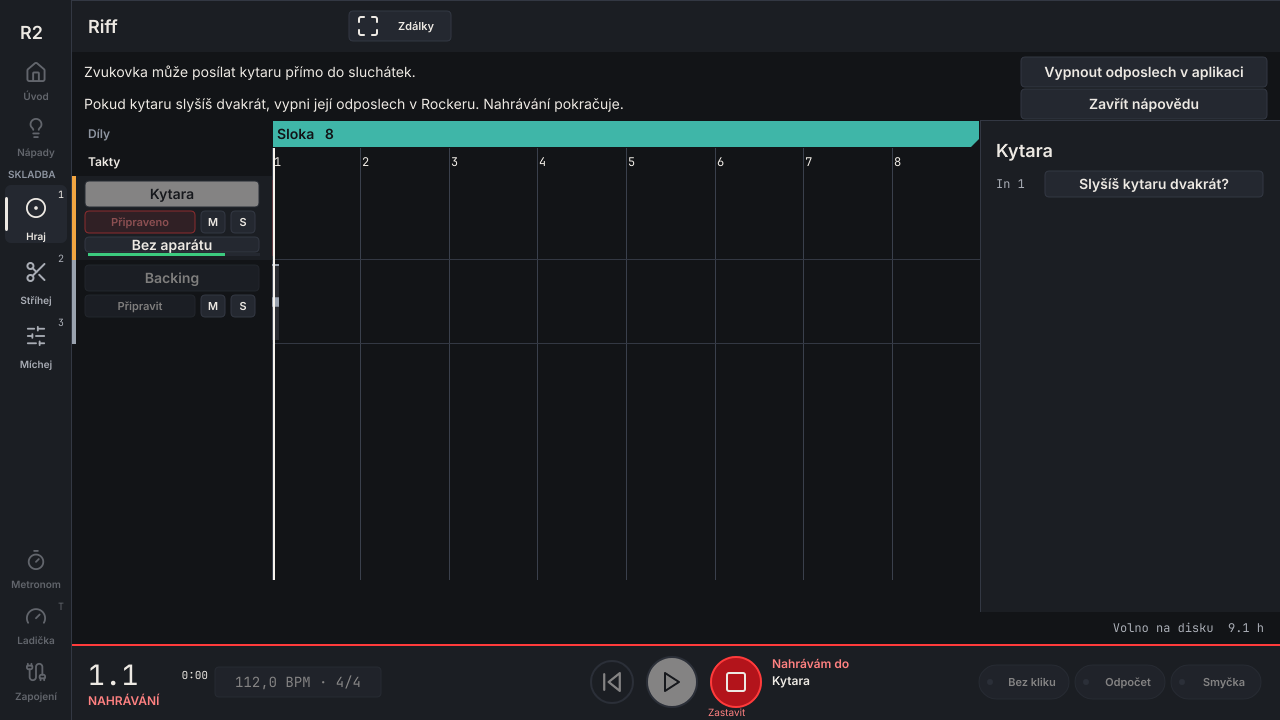 R2
Riff
Zdálky
Úvod
Nápady
SKLADBA
1
Hraj
2
Stříhej
3
Míchej
Metronom
T
Ladička
Zapojení
Zvukovka může posílat kytaru přímo do sluchátek.
Vypnout odposlech v aplikaci
Pokud kytaru slyšíš dvakrát, vypni její odposlech v Rockeru. Nahrávání pokračuje.
Zavřít nápovědu
Díly
Sloka 8
Takty
1 2 3 4 5 6 7 8
Kytara
Připraveno M S
Bez aparátu
Backing
Připravit M S
Kytara
In 1
Slyšíš kytaru dvakrát?
Volno na disku 9.1 h
1.1
NAHRÁVÁNÍ
0:00
112,0 BPM · 4/4
Zastavit
Nahrávám do
Kytara
Bez kliku
Odpočet
Smyčka